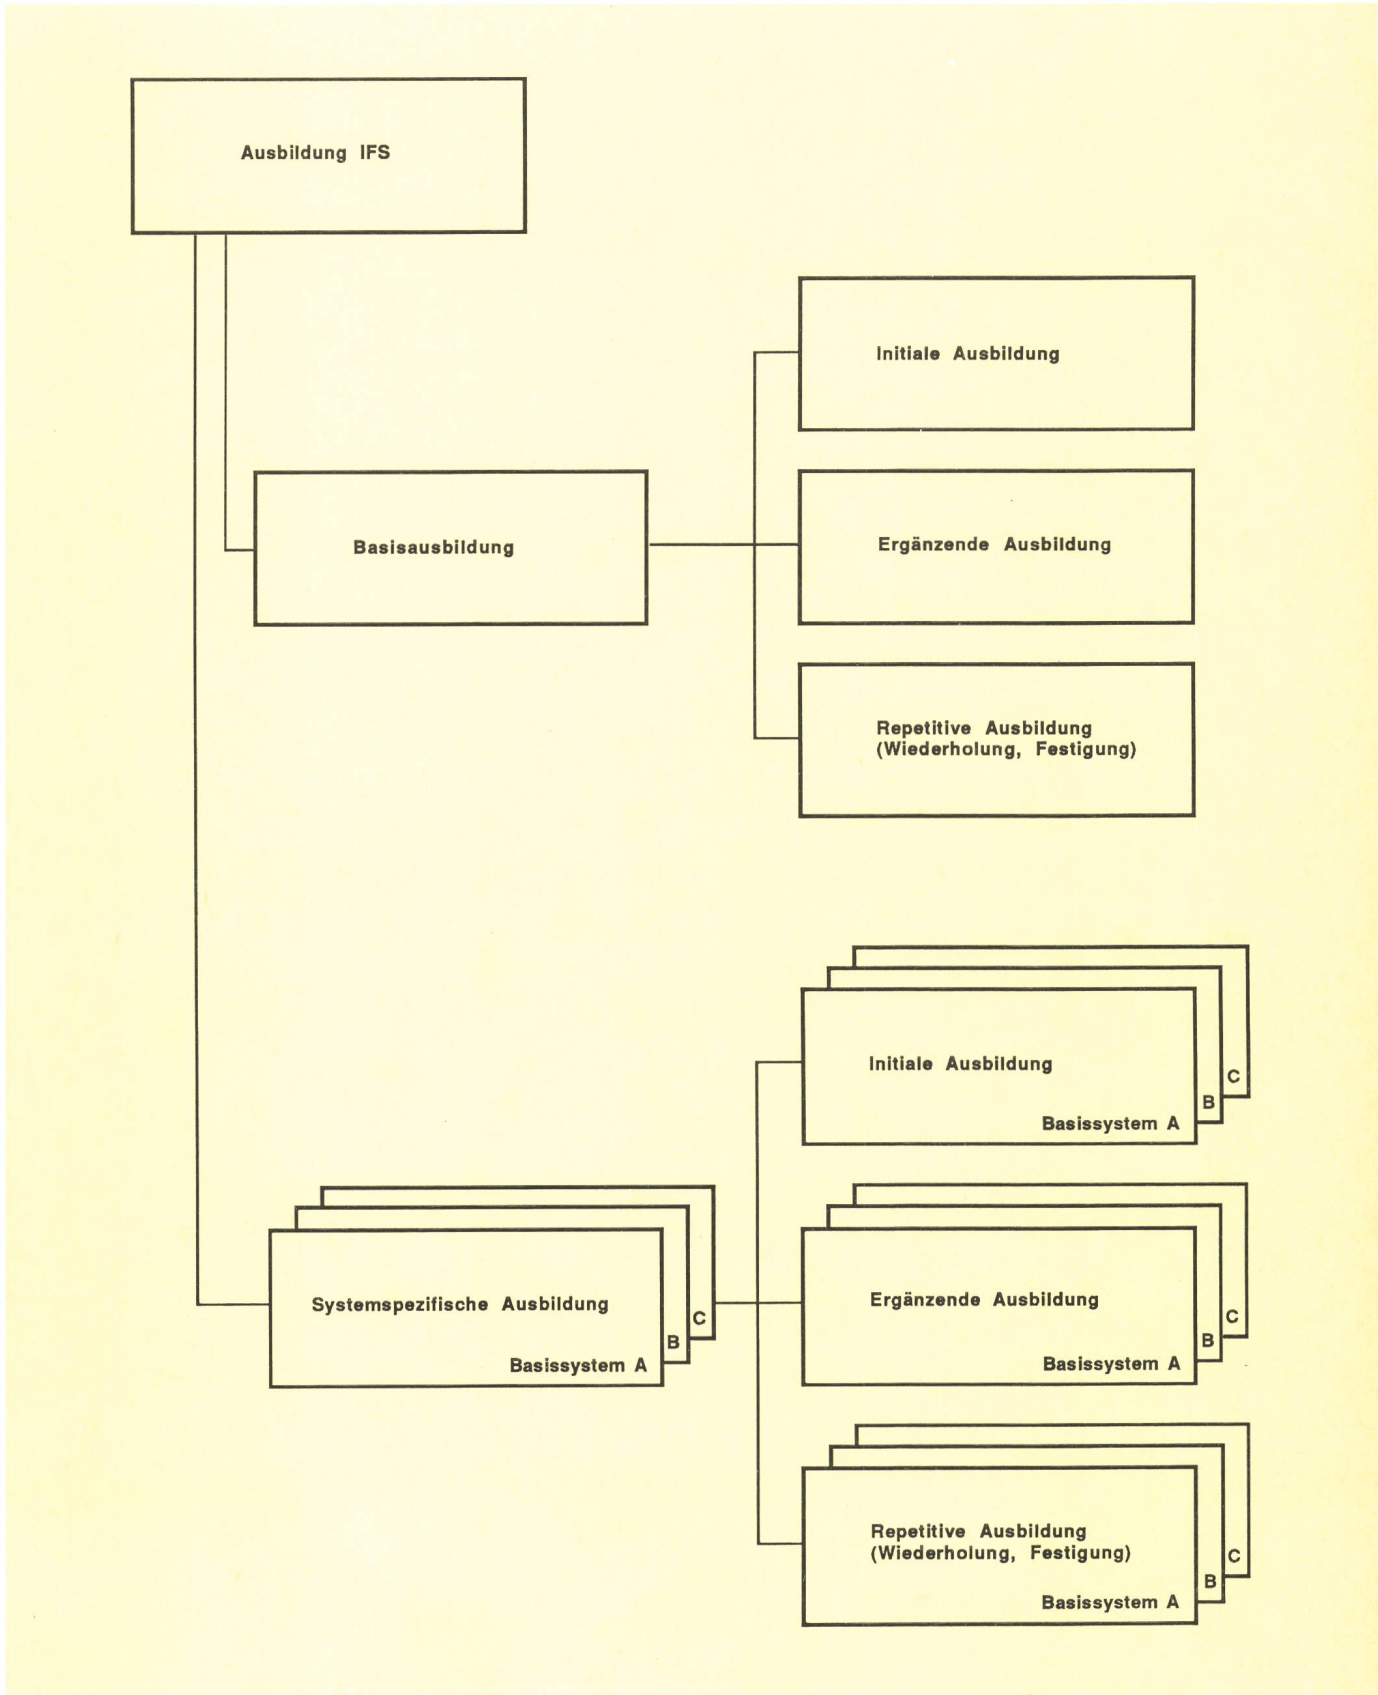 Ausbildung IFS
Initiale Ausbildung
Basisausbildung
Ergänzende Ausbildung
Repetitive Ausbildung
(Wiederholung, Festigung)
Initiale Ausbildung
Basissystem A
B
C
Systemspezifische Ausbildung
Basissystem A
B
C
Ergänzende Ausbildung
Basissystem A
B
C
Repetitive Ausbildung
(Wiederholung, Festigung)
Basissystem A
B
C